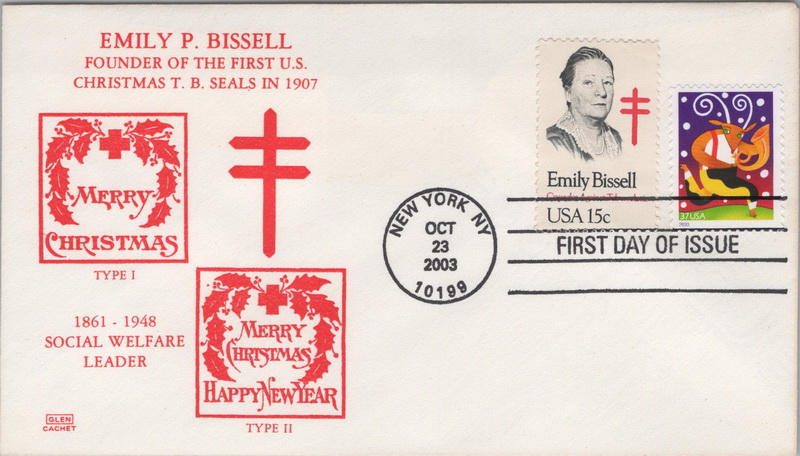 EMILY P. BISSELL
FOUNDER OF THE FIRST U.S.
CHRISTMAS T. B. SEALS IN 1907
MERRY
CHRISTMAS
TYPE I
1861 - 1948
SOCIAL WELFARE
LEADER
MERRY
CHRISTMAS
HAPPY NEW YEAR
TYPE II
GLEN
CACHET
Emily Bissell
USA 15c
37USA
NEW YORK NY
OCT
23
2003
10199
FIRST DAY OF ISSUE